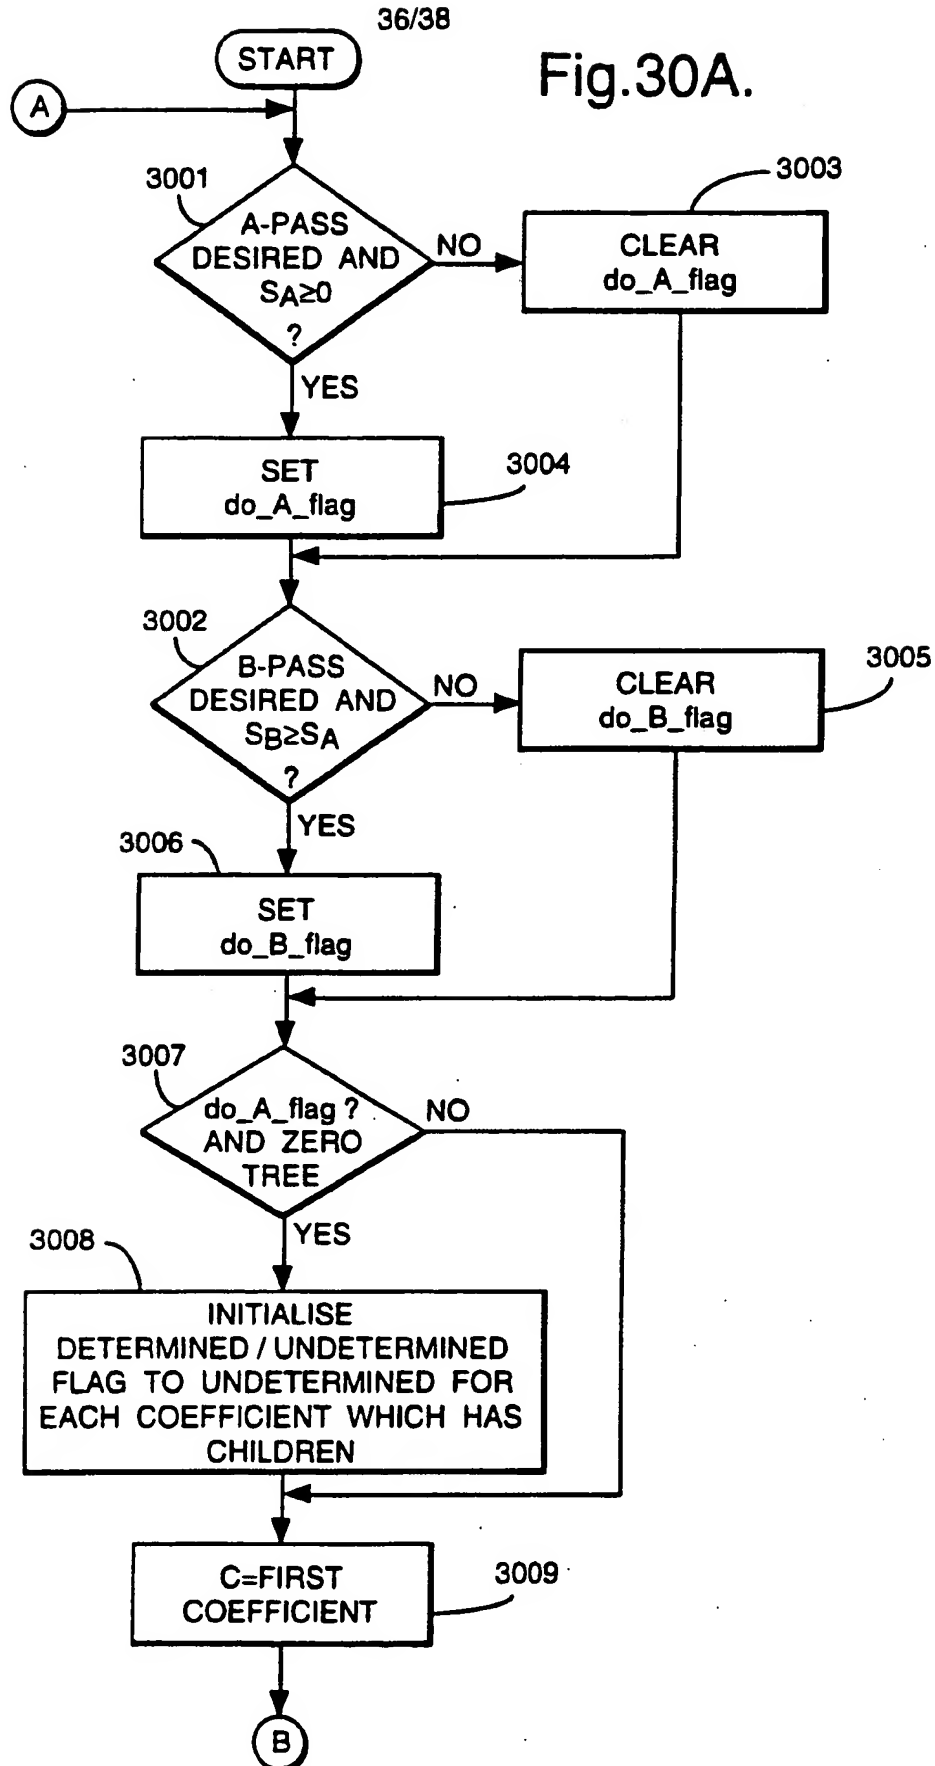 36/38
START
Fig.30A.
A
3001
A-PASS
DESIRED AND
SA≥0
?
NO
3003
CLEAR
do_A_flag
YES
SET
do_A_flag
3004
3002
B-PASS
DESIRED AND
SB≥SA
?
NO
CLEAR
do_B_flag
3005
YES
3006
SET
do_B_flag
3007
do_A_flag ?
AND ZERO
TREE
NO
YES
3008
INITIALISE
DETERMINED / UNDETERMINED
FLAG TO UNDETERMINED FOR
EACH COEFFICIENT WHICH HAS
CHILDREN
C=FIRST
COEFFICIENT
3009
B